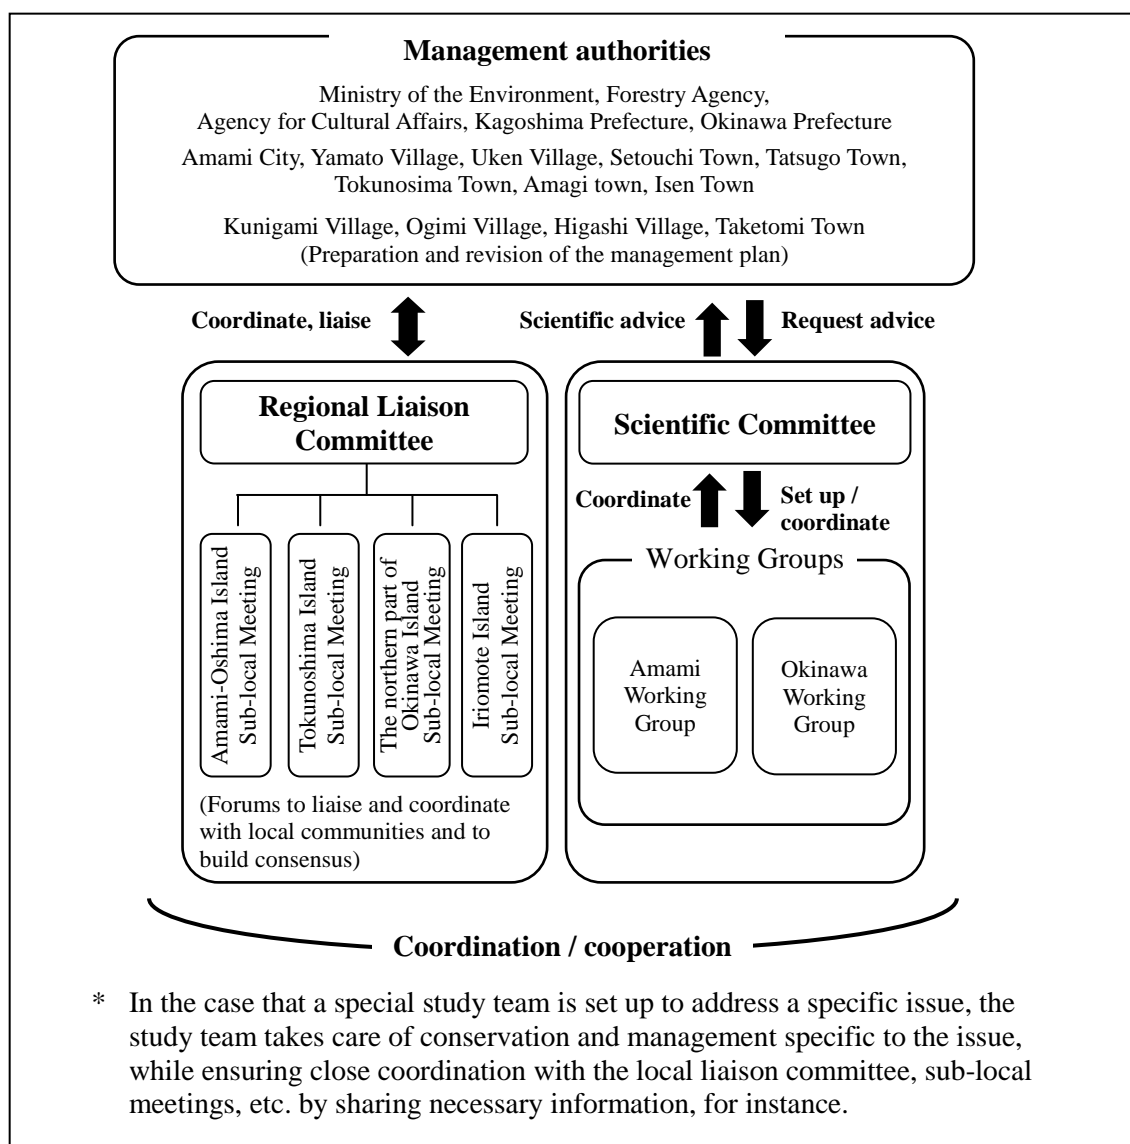 Management authorities
Ministry of the Environment, Forestry Agency,
Agency for Cultural Affairs, Kagoshima Prefecture, Okinawa Prefecture
Amami City, Yamato Village, Uken Village, Setouchi Town, Tatsugo Town,
Tokunosima Town, Amagi town, Isen Town
Kunigami Village, Ogimi Village, Higashi Village, Taketomi Town
(Preparation and revision of the management plan)
Coordinate, liaise
Scientific advice
Request advice
Regional Liaison
Committee
Amami-Oshima Island
Sub-local Meeting
Tokunoshima Island
Sub-local Meeting
The northern part of
Okinawa Island
Sub-local Meeting
Iriomote Island
Sub-local Meeting
(Forums to liaise and coordinate
with local communities and to
build consensus)
Scientific Committee
Coordinate
Set up /
coordinate
Working Groups
Amami
Working
Group
Okinawa
Working
Group
Coordination / cooperation
* In the case that a special study team is set up to address a specific issue, the
study team takes care of conservation and management specific to the issue,
while ensuring close coordination with the local liaison committee, sub-local
meetings, etc. by sharing necessary information, for instance.